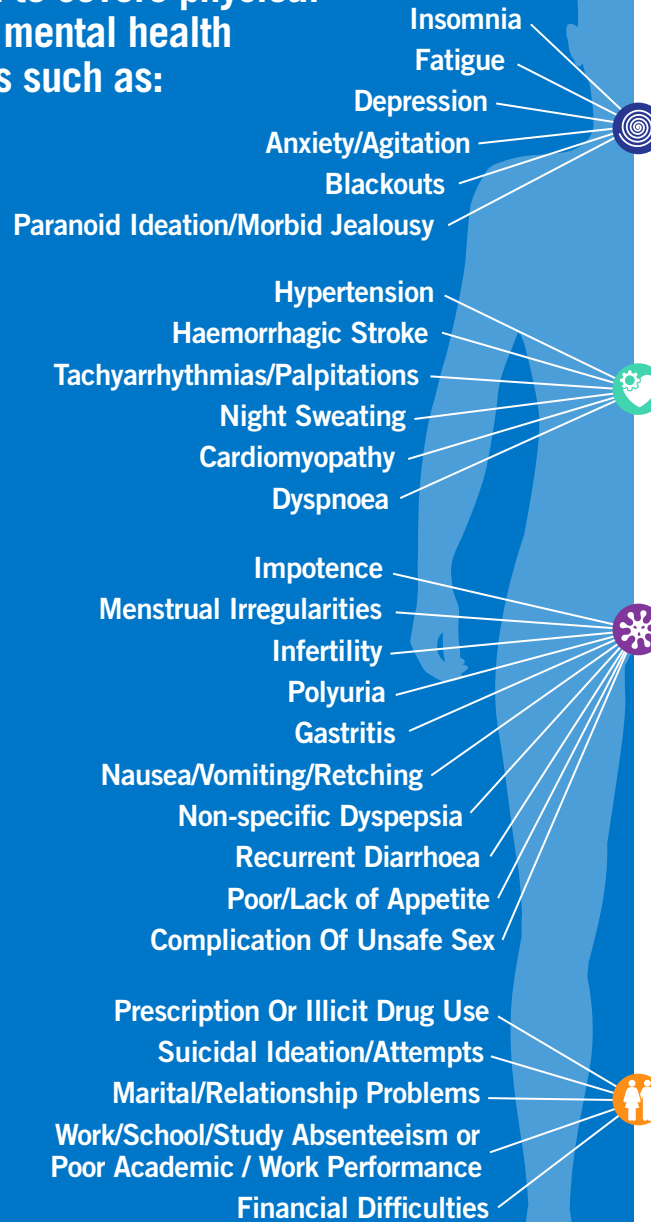 to covers physical
mental health
s such as:
Insomnia
Fatigue
Depression
Anxiety/Agitation
Blackouts
Paranoid Ideation/Morbid Jealousy
Hypertension
Haemorrhagic Stroke
Tachyarrhythmias/Palpitations
Night Sweating
Cardiomyopathy
Dyspnoea
Impotence
Menstrual Irregularities
Infertility
Polyuria
Gastritis
Nausea/Vomiting/Retching
Non-specific Dyspepsia
Recurrent Diarrhoea
Poor/Lack of Appetite
Complication Of Unsafe Sex
Prescription Or Illicit Drug Use
Suicidal Ideation/Attempts
Marital/Relationship Problems
Work/School/Study Absenteeism or
Poor Academic / Work Performance
Financial Difficulties